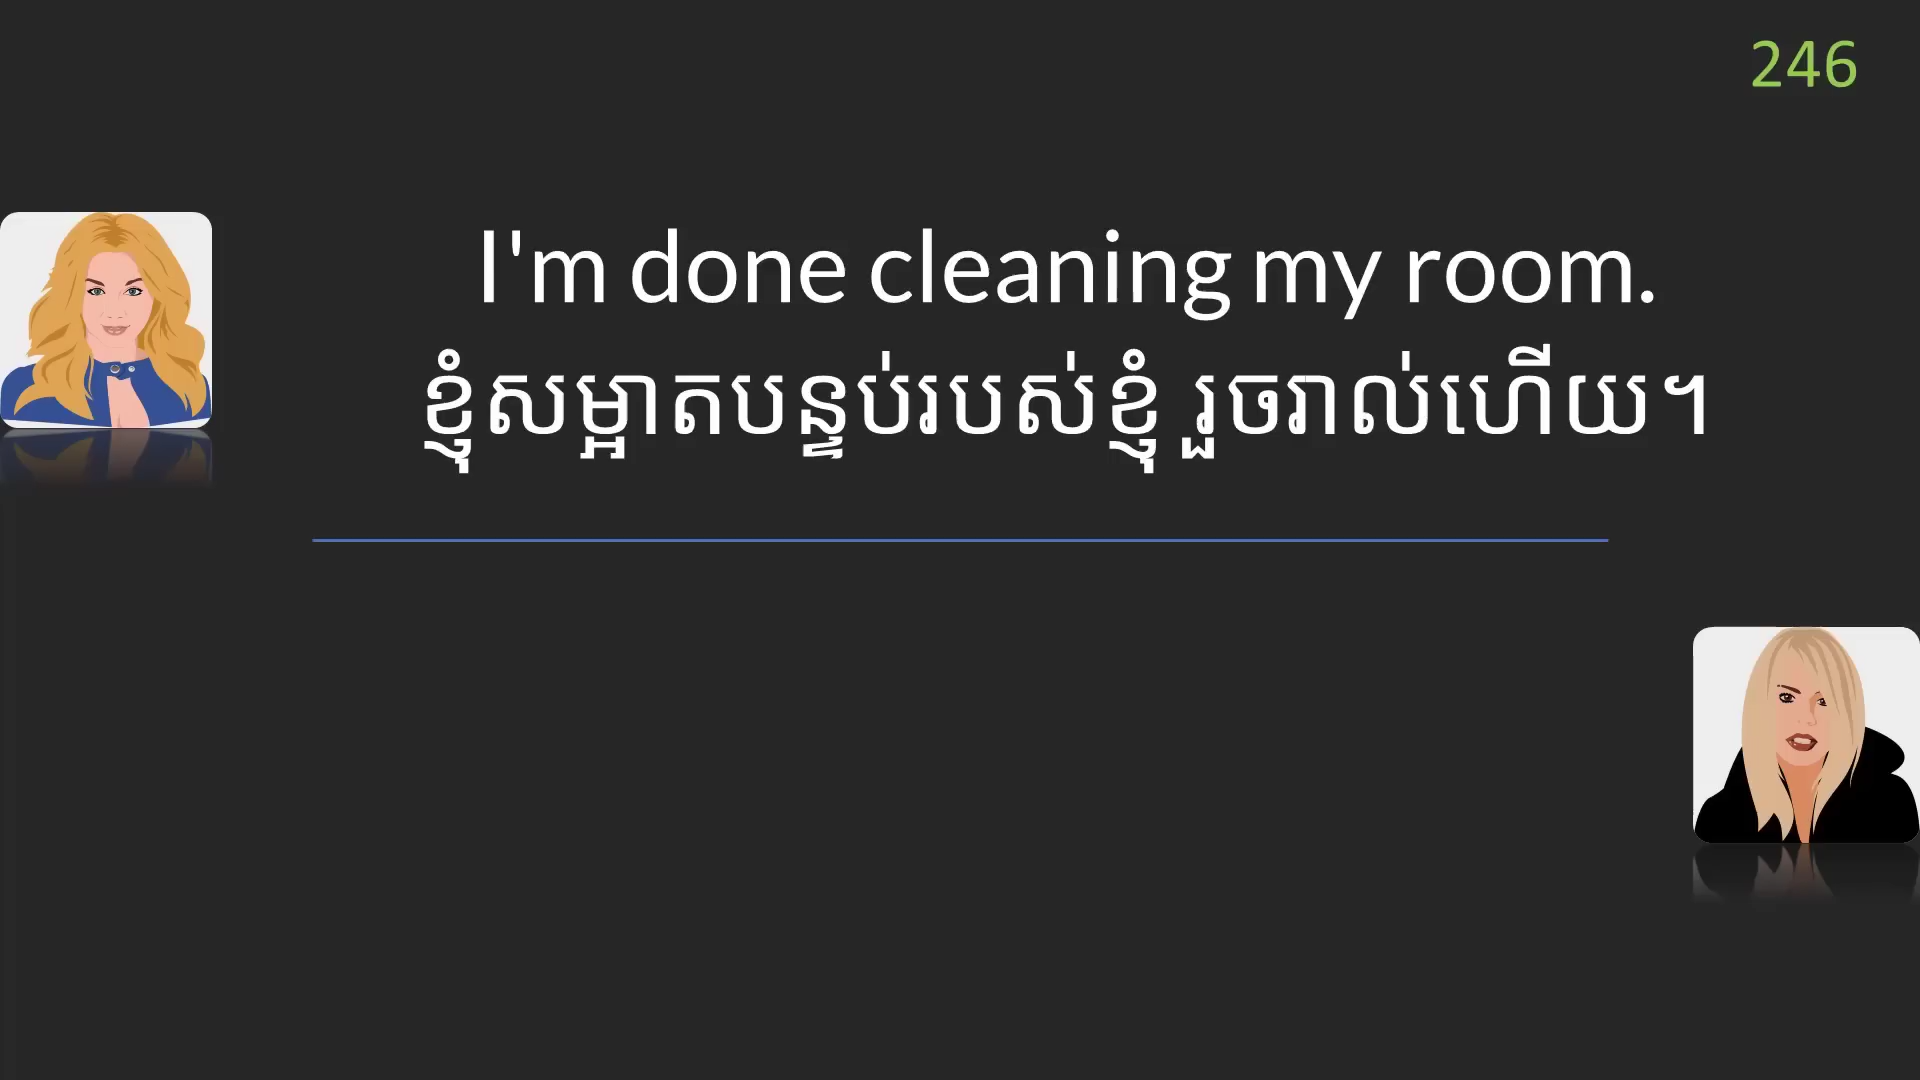 246
I'm done cleaning my room.
ខ្ញុំសម្អាតបន្ទប់របស់ខ្ញុំ រួចរាល់ហើយ។